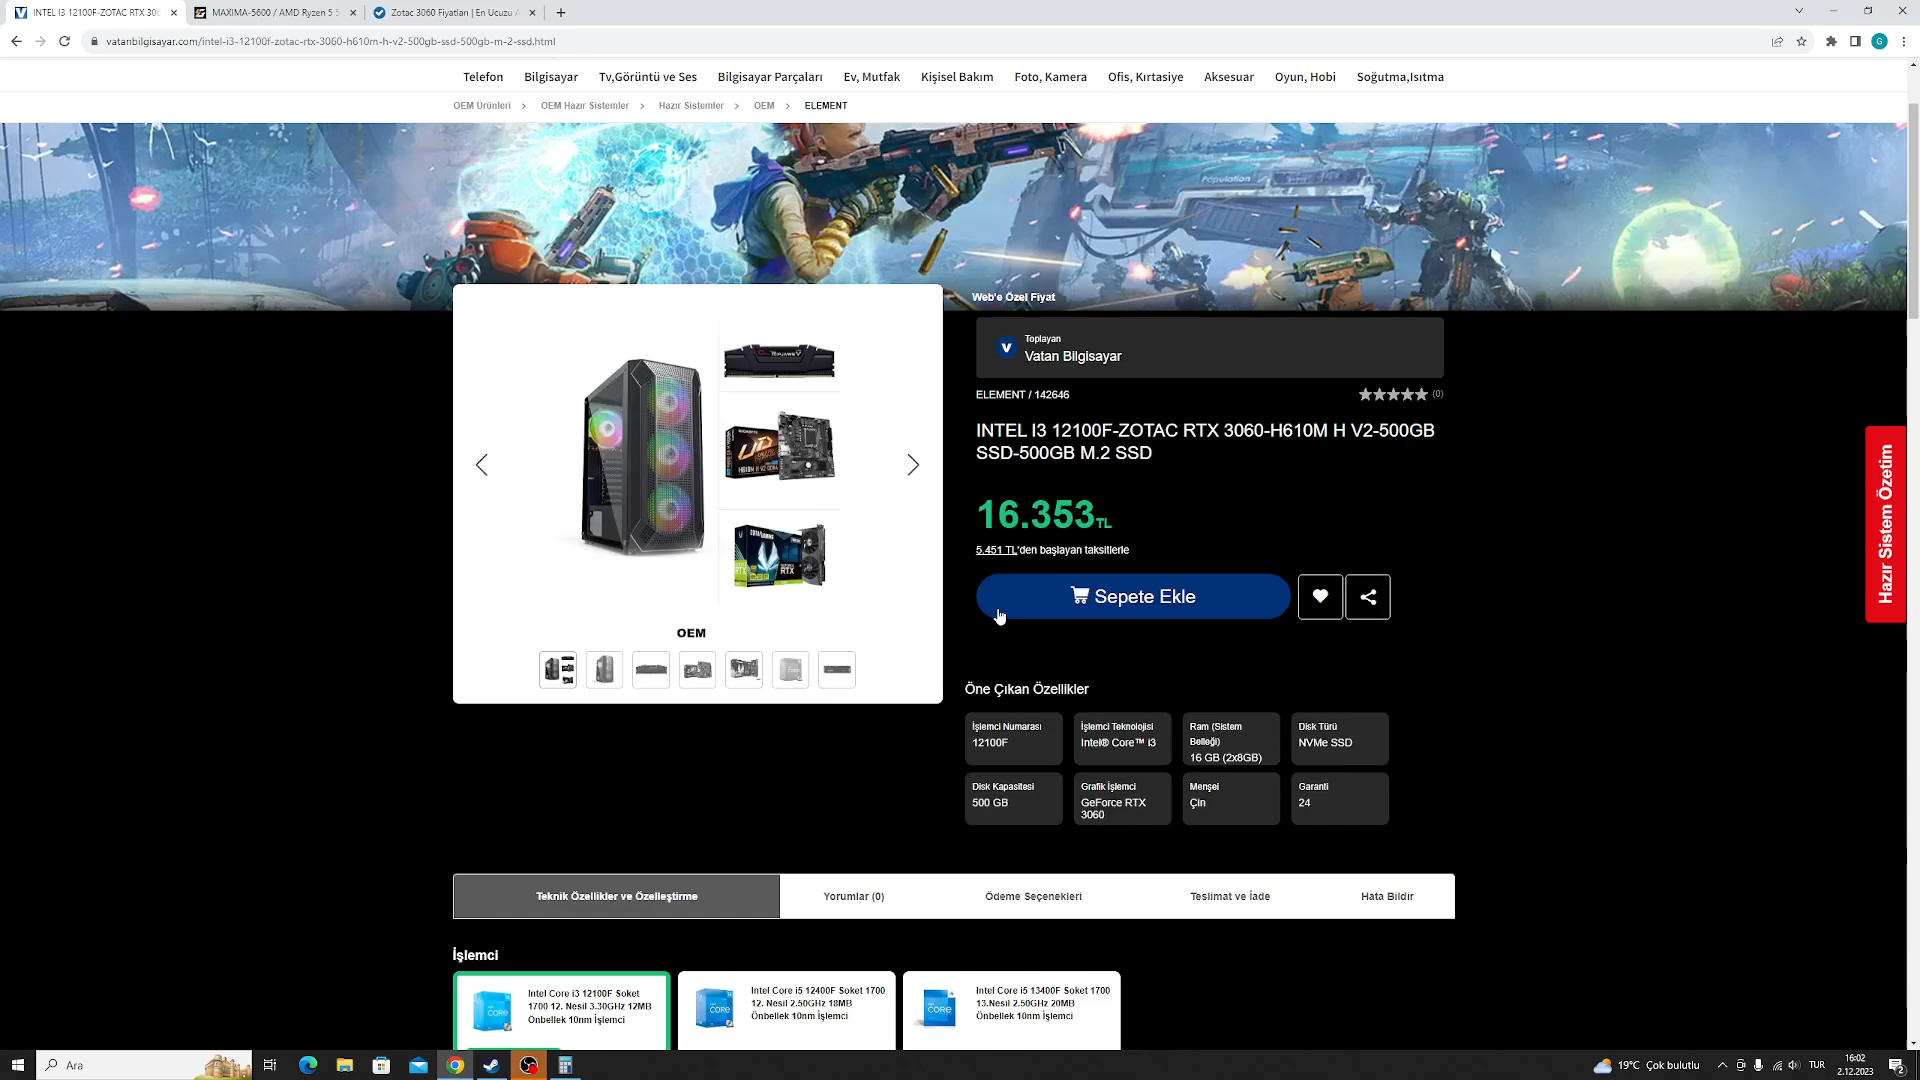 INTEL I3 12100F-ZOTAC RTX 306
MAXIMA-5600 / AMD Ryzen 5 5
Zotac 3060 Fiyatları | En Ucuzu A
vatanbilgisayar.com/intel-i3-12100f-zotac-rtx-3060-h610m-h-v2-500gb-ssd-500gb-m-2-ssd.html
G
Telefon Bilgisayar Tv,Görüntü ve Ses Bilgisayar Parçaları Ev, Mutfak Kişisel Bakım Foto, Kamera Ofis, Kırtasiye Aksesuar Oyun, Hobi Soğutma,Isıtma
OEM Ürünleri > OEM Hazır Sistemler > Hazır Sistemler > OEM > ELEMENT
Population
Web'e Özel Fiyat
V
Toplayan
Vatan Bilgisayar
ELEMENT / 142646
(0)
INTEL I3 12100F-ZOTAC RTX 3060-H610M H V2-500GB
SSD-500GB M.2 SSD
16.353TL
5.451 TL'den başlayan taksitlerle
Sepete Ekle
Hazır Sistem Özetim
OEM
Öne Çıkan Özellikler
İşlemci Numarası
12100F
İşlemci Teknolojisi
Intel® Core™ i3
Ram (Sistem
Belleği)
16 GB (2x8GB)
Disk Türü
NVMe SSD
Disk Kapasitesi
500 GB
Grafik İşlemci
GeForce RTX
3060
Menşei
Çin
Garanti
24
Teknik Özellikler ve Özelleştirme Yorumlar (0) Ödeme Seçenekleri Teslimat ve İade Hata Bildir
İşlemci
Intel Core i3 12100F Soket
1700 12. Nesil 3.30GHz 12MB
Önbellek 10nm İşlemci
Intel Core i5 12400F Soket 1700
12. Nesil 2.50GHz 18MB
Önbellek 10nm İşlemci
Intel Core i5 13400F Soket 1700
13.Nesil 2.50GHz 20MB
Önbellek 10nm İşlemci
CORE
CORE
CORE
Ara
19°C Çok bulutlu
TUR
16:02
2.12.2023
2